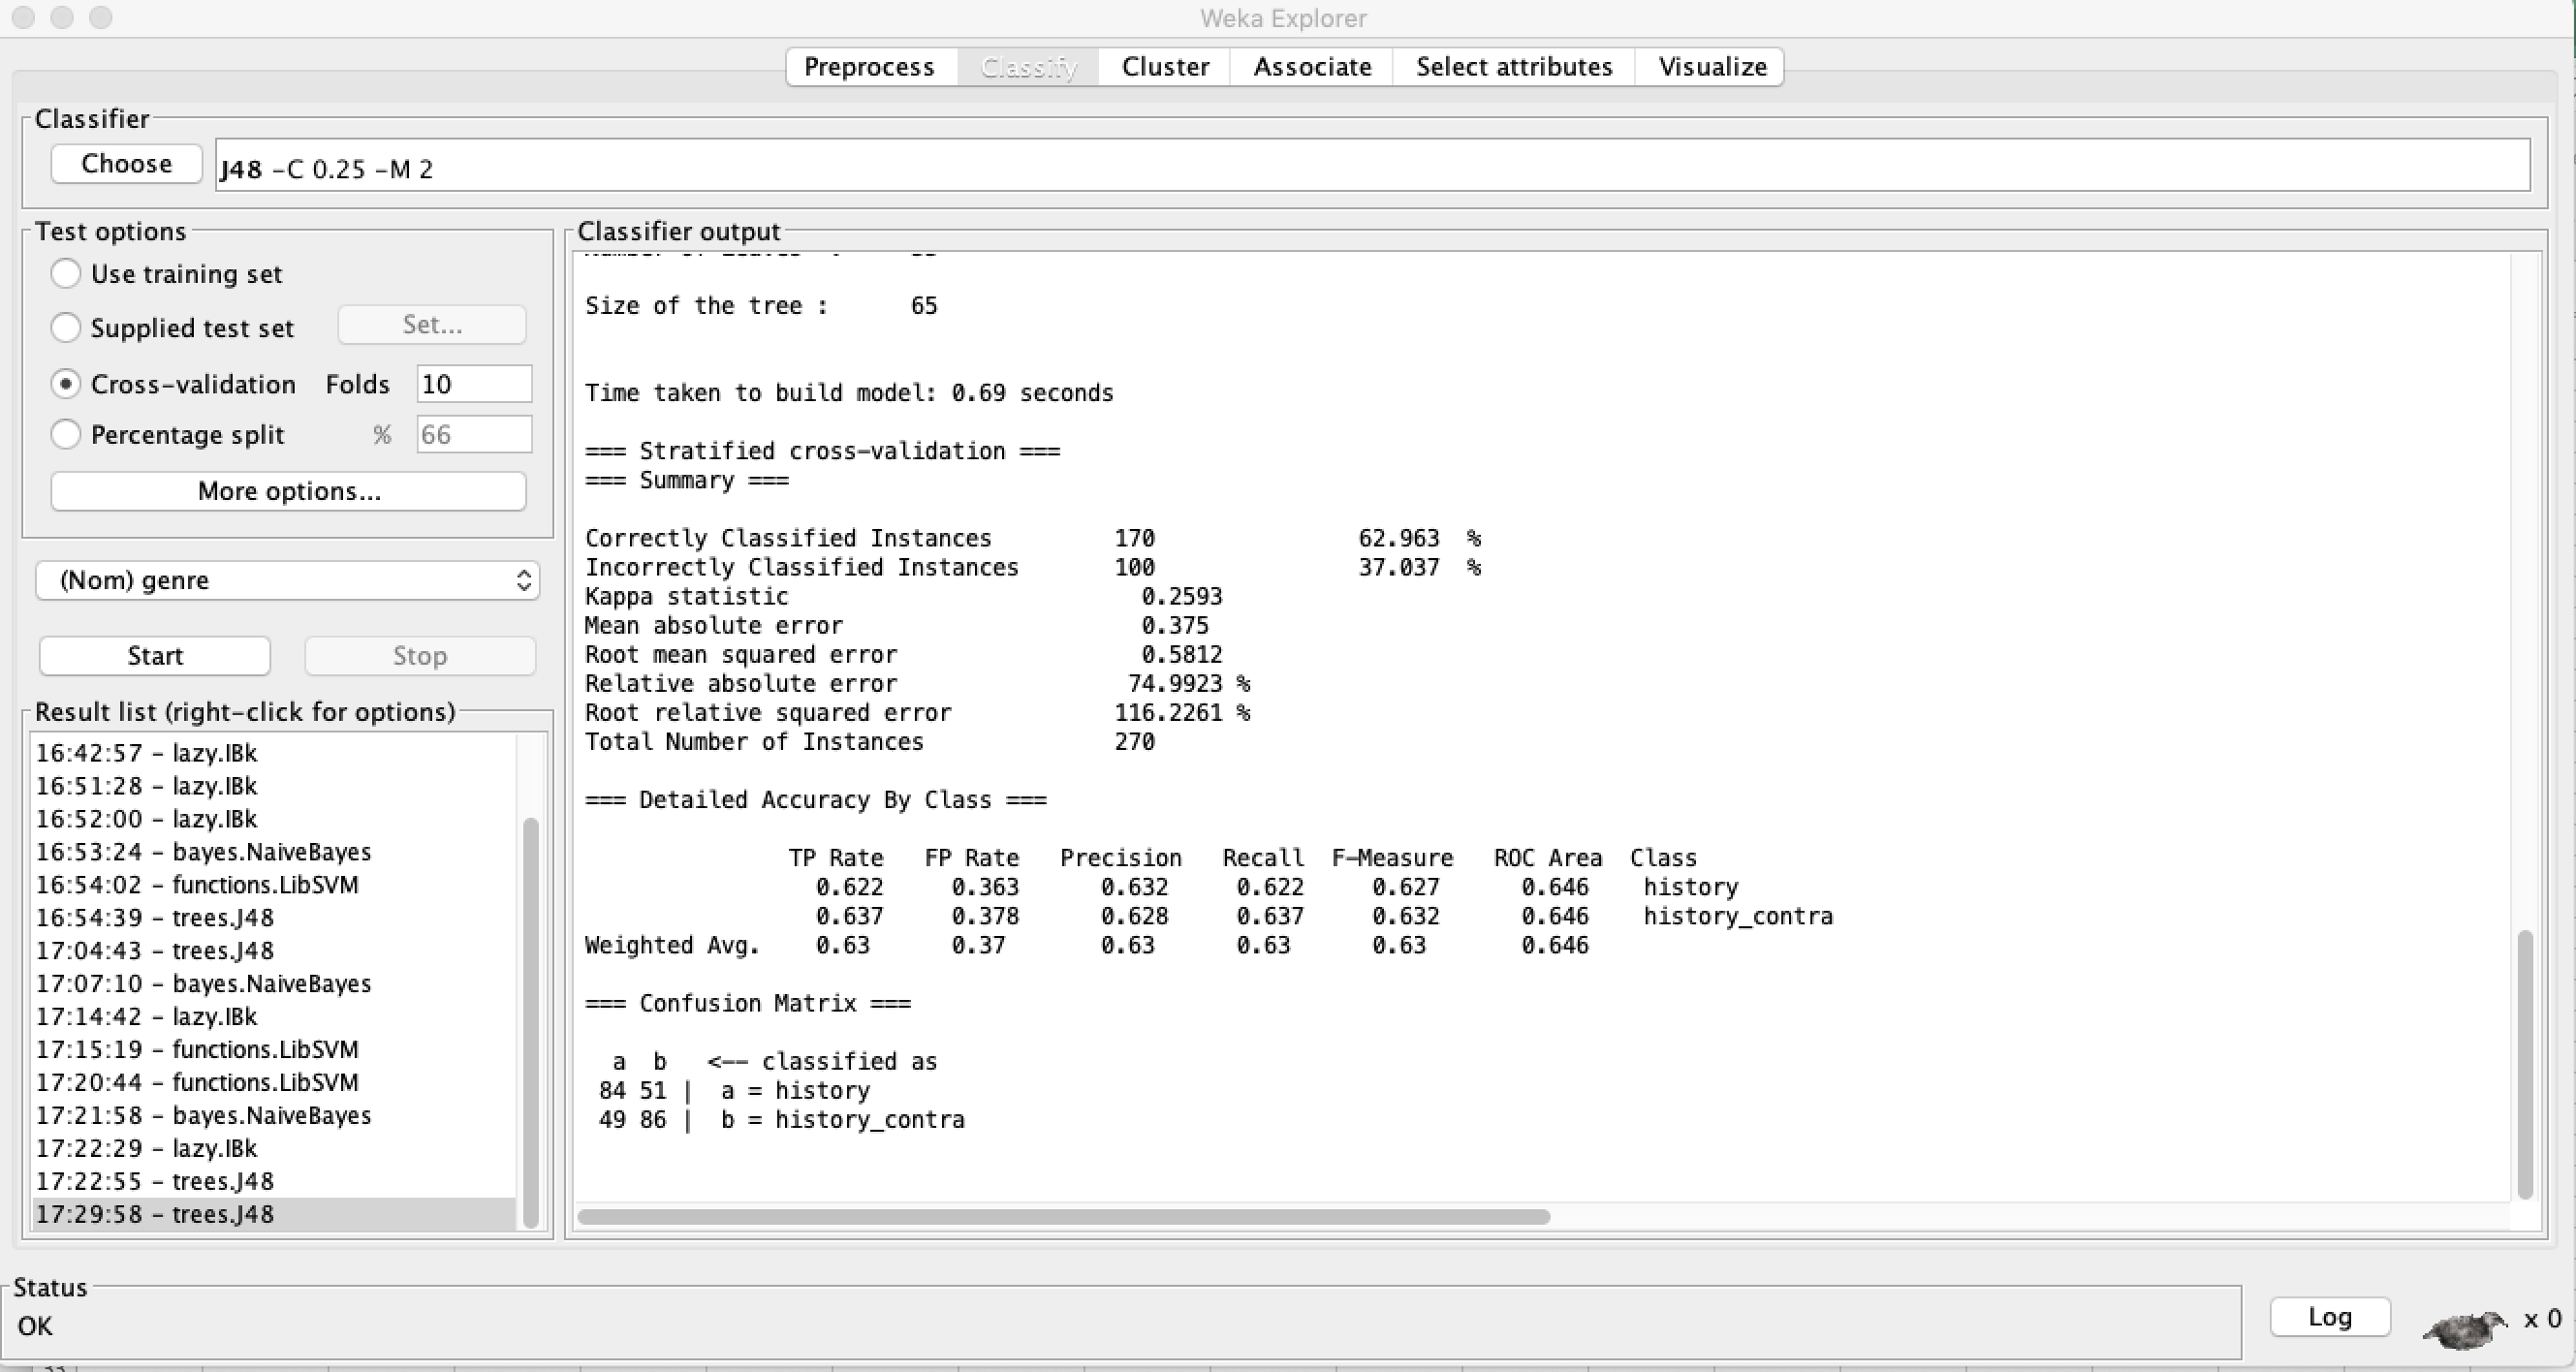 Weka Explorer
Preprocess Classify Cluster Associate Select attributes Visualize
Classifier
Choose J48 -C 0.25 -M 2
Test options
Use training set
Supplied test set Set...
Cross-validation Folds 10
Percentage split % 66
More options...
(Nom) genre
Start Stop
Result list (right-click for options)
16:42:57 - lazy.IBk
16:51:28 - lazy.IBk
16:52:00 - lazy.IBk
16:53:24 - bayes.NaiveBayes
16:54:02 - functions.LibSVM
16:54:39 - trees.J48
17:04:43 - trees.J48
17:07:10 - bayes.NaiveBayes
17:14:42 - lazy.IBk
17:15:19 - functions.LibSVM
17:20:44 - functions.LibSVM
17:21:58 - bayes.NaiveBayes
17:22:29 - lazy.IBk
17:22:55 - trees.J48
17:29:58 - trees.J48
Classifier output
Size of the tree : 65
Time taken to build model: 0.69 seconds
=== Stratified cross-validation ===
=== Summary ===
Correctly Classified Instances 170 62.963 %
Incorrectly Classified Instances 100 37.037 %
Kappa statistic 0.2593
Mean absolute error 0.375
Root mean squared error 0.5812
Relative absolute error 74.9923 %
Root relative squared error 116.2261 %
Total Number of Instances 270
=== Detailed Accuracy By Class ===
TP Rate FP Rate Precision Recall F-Measure ROC Area Class
0.622 0.363 0.632 0.622 0.627 0.646 history
0.637 0.378 0.628 0.637 0.632 0.646 history_contra
Weighted Avg. 0.63 0.37 0.63 0.63 0.63 0.646
=== Confusion Matrix ===
a b <-- classified as
84 51 | a = history
49 86 | b = history_contra
Status
OK
Log x 0